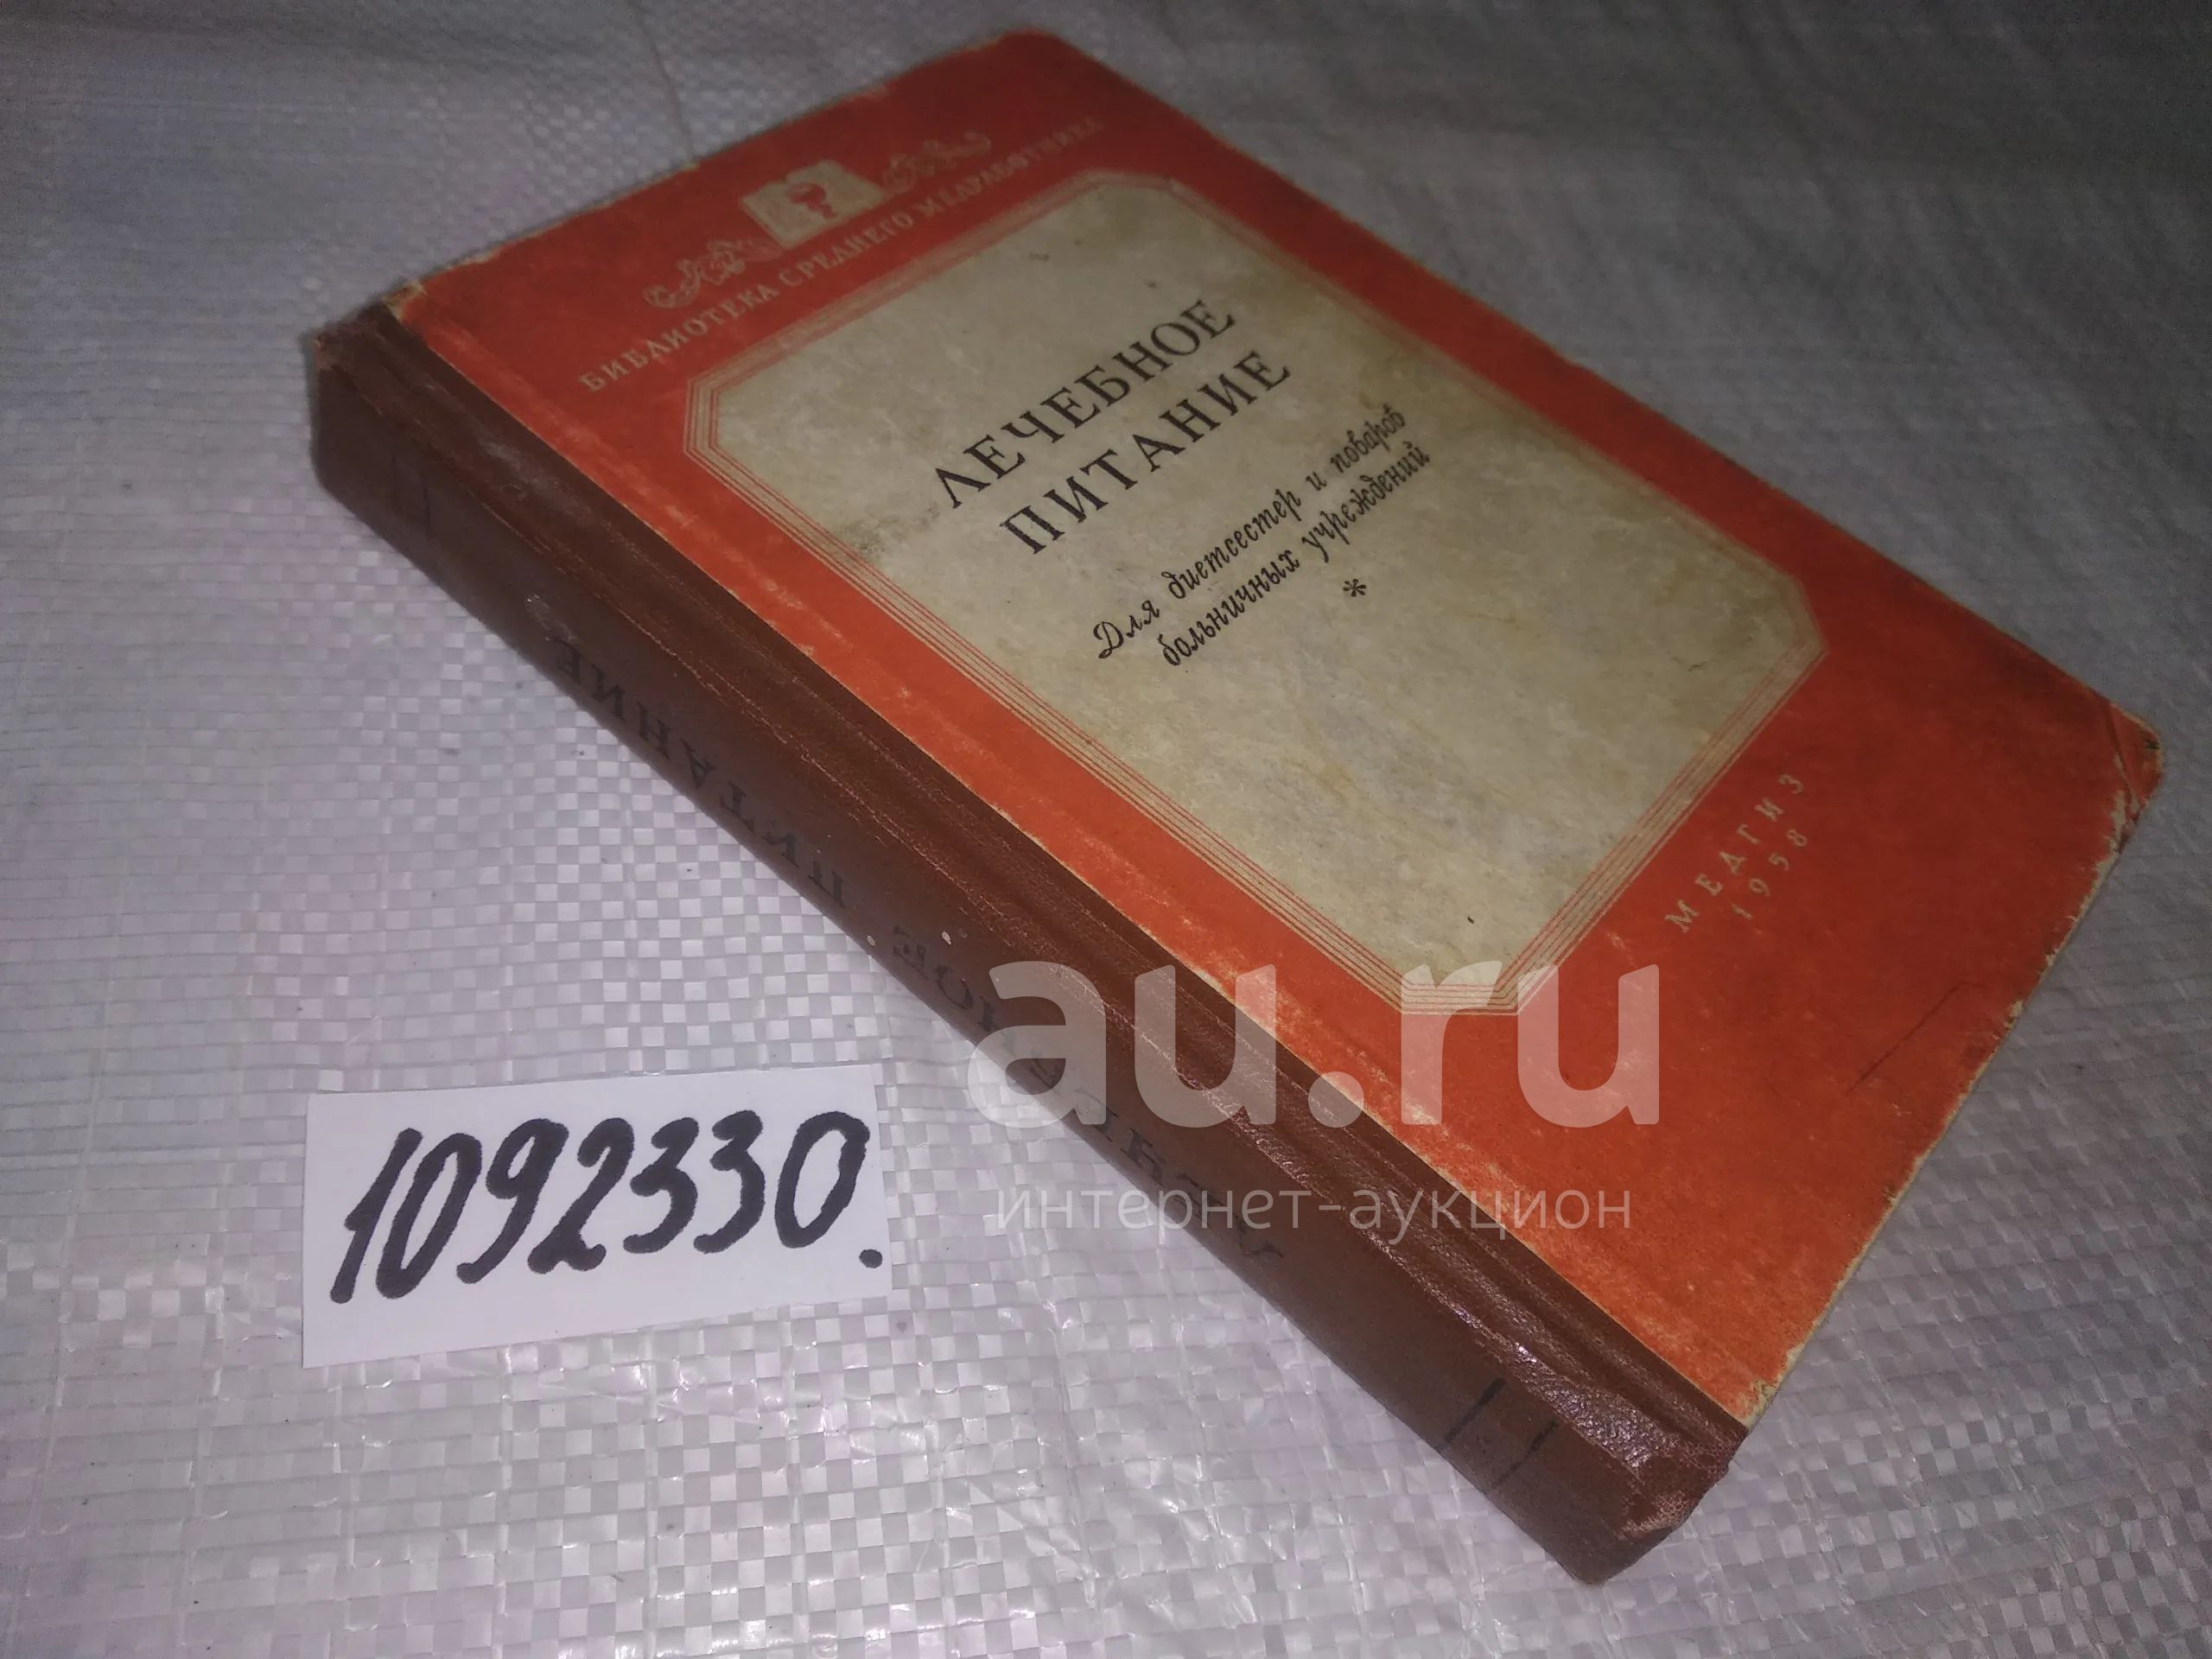 БИБЛИОТЕКА СРЕДНЕГО МЕДРАБОТНИКА
ЛЕЧЕБНОЕ
ПИТАНИЕ
Для диетсестер и поваров
больничных учреждений
*
МЕДГИЗ
1958
ЛЕЧЕБНОЕ ПИТАНИЕ
au.ru
интернет-аукцион
1092330.